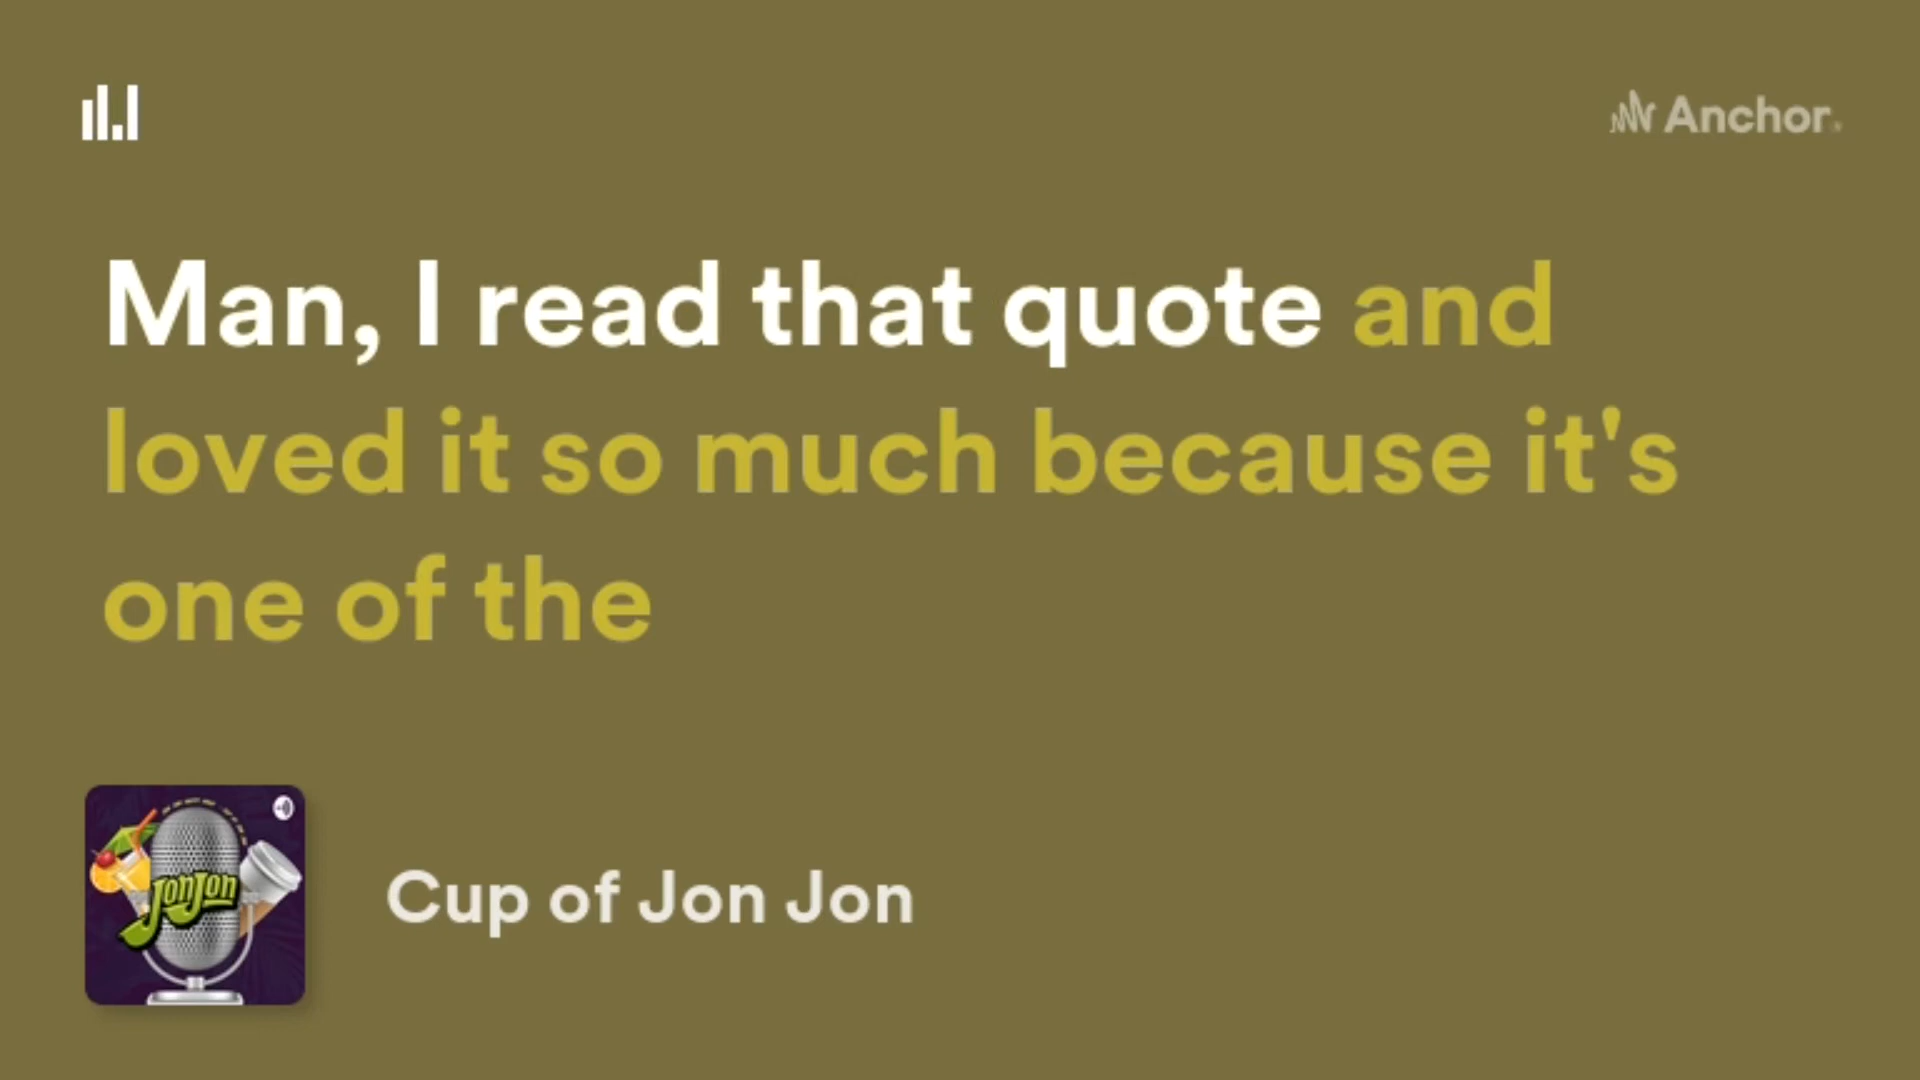 Anchor
Man, I read that quote and
loved it so much because it's
one of the
JonJon
Cup of Jon Jon